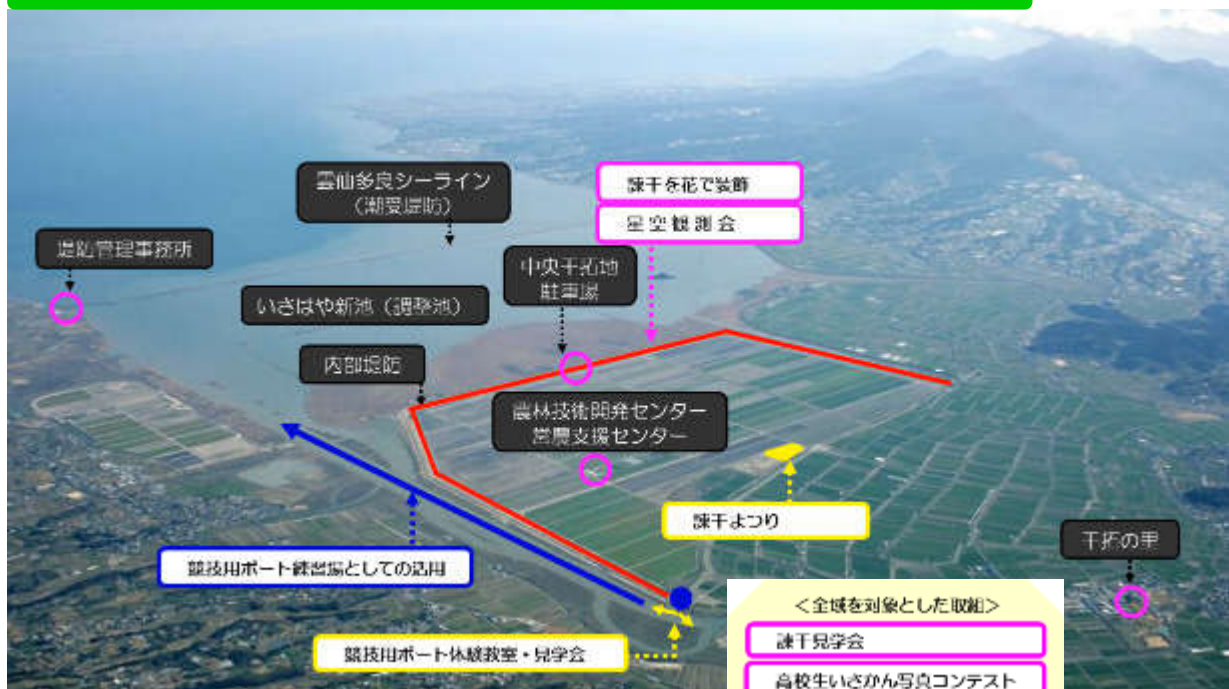 雲仙多良シーライン
（潮受堤防）
諫干を花で装飾
星空観測会
堤防管理事務所
中央干拓地
駐車場
いさはや新池（調整池）
内部堤防
農林技術開発センター
営農支援センター
諫干まつり
干拓の里
競技用ボート練習場としての活用
＜全域を対象とした取組＞
諫干見学会
競技用ボート体験教室・見学会
高校生いさかん写真コンテスト